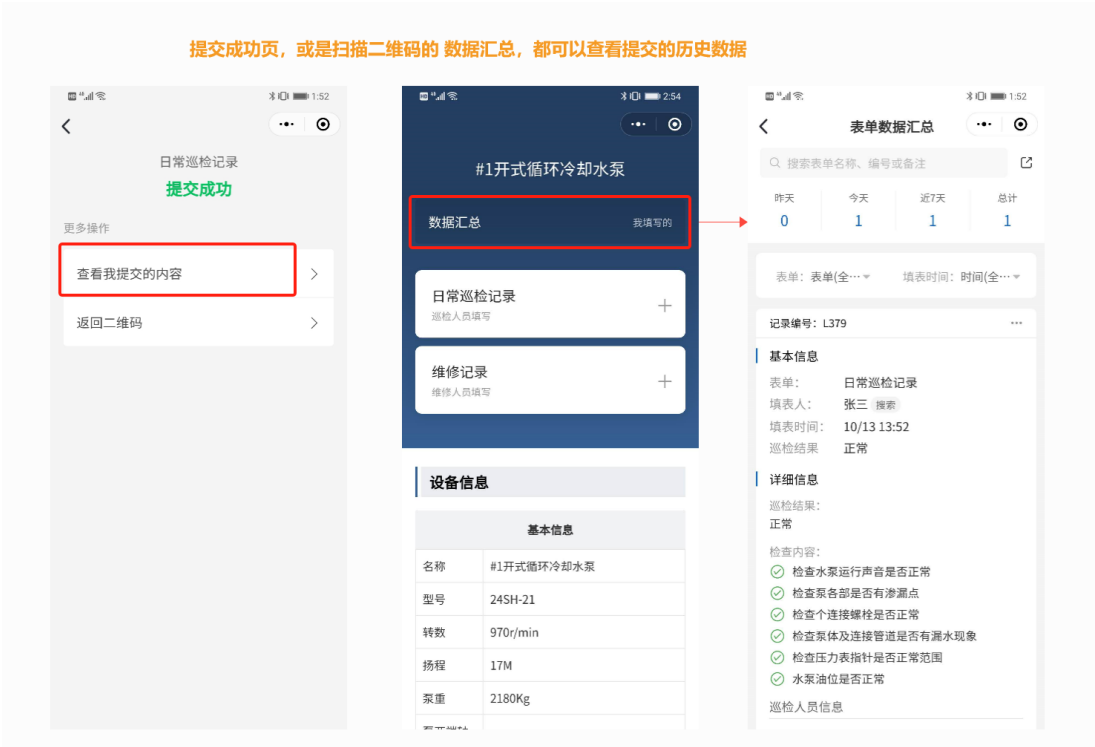 提交成功页，或是扫描二维码的 数据汇总，都可以查看提交的历史数据
1:52
日常巡检记录
提交成功
更多操作
查看我提交的内容
返回二维码
2:54
#1开式循环冷却水泵
数据汇总 我填写的
日常巡检记录
巡检人员填写
维修记录
维修人员填写
设备信息
基本信息
名称 #1开式循环冷却水泵
型号 24SH-21
转数 970r/min
扬程 17M
泵重 2180Kg
1:52
表单数据汇总
搜索表单名称、编号或备注
昨天 今天 近7天 总计
0 1 1 1
表单：表单(全… 填表时间：时间(全…
记录编号：L379
基本信息
表单： 日常巡检记录
填表人： 张三 搜索
填表时间： 10/13 13:52
巡检结果 正常
详细信息
巡检结果：
正常
检查内容：
检查水泵运行声音是否正常
检查泵各部是否有渗漏点
检查个连接螺栓是否正常
检查泵体及连接管道是否有漏水现象
检查压力表指针是否正常范围
水泵油位是否正常
巡检人员信息